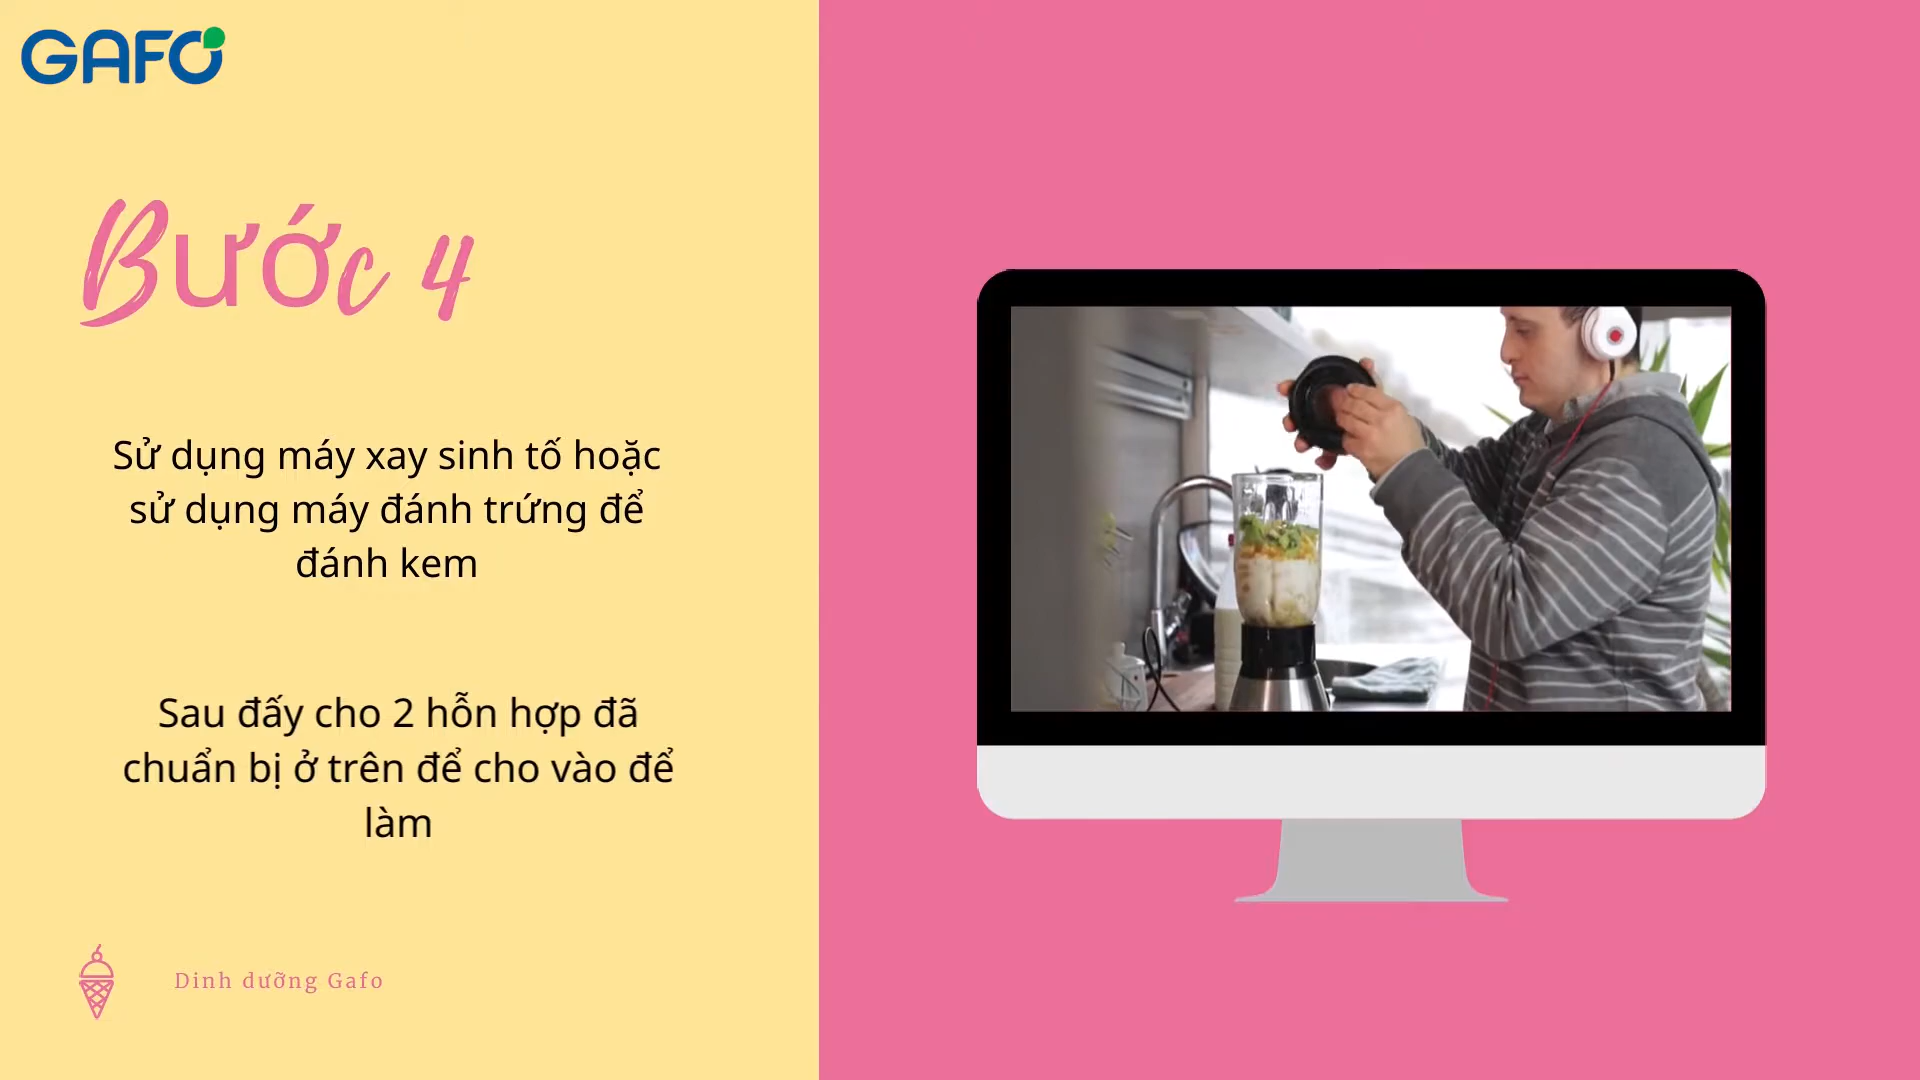 GAFO
Bước 4
Sử dụng máy xay sinh tố hoặc
sử dụng máy đánh trứng để
đánh kem
Sau đấy cho 2 hỗn hợp đã
chuẩn bị ở trên để cho vào để
làm
Dinh dưỡng Gafo